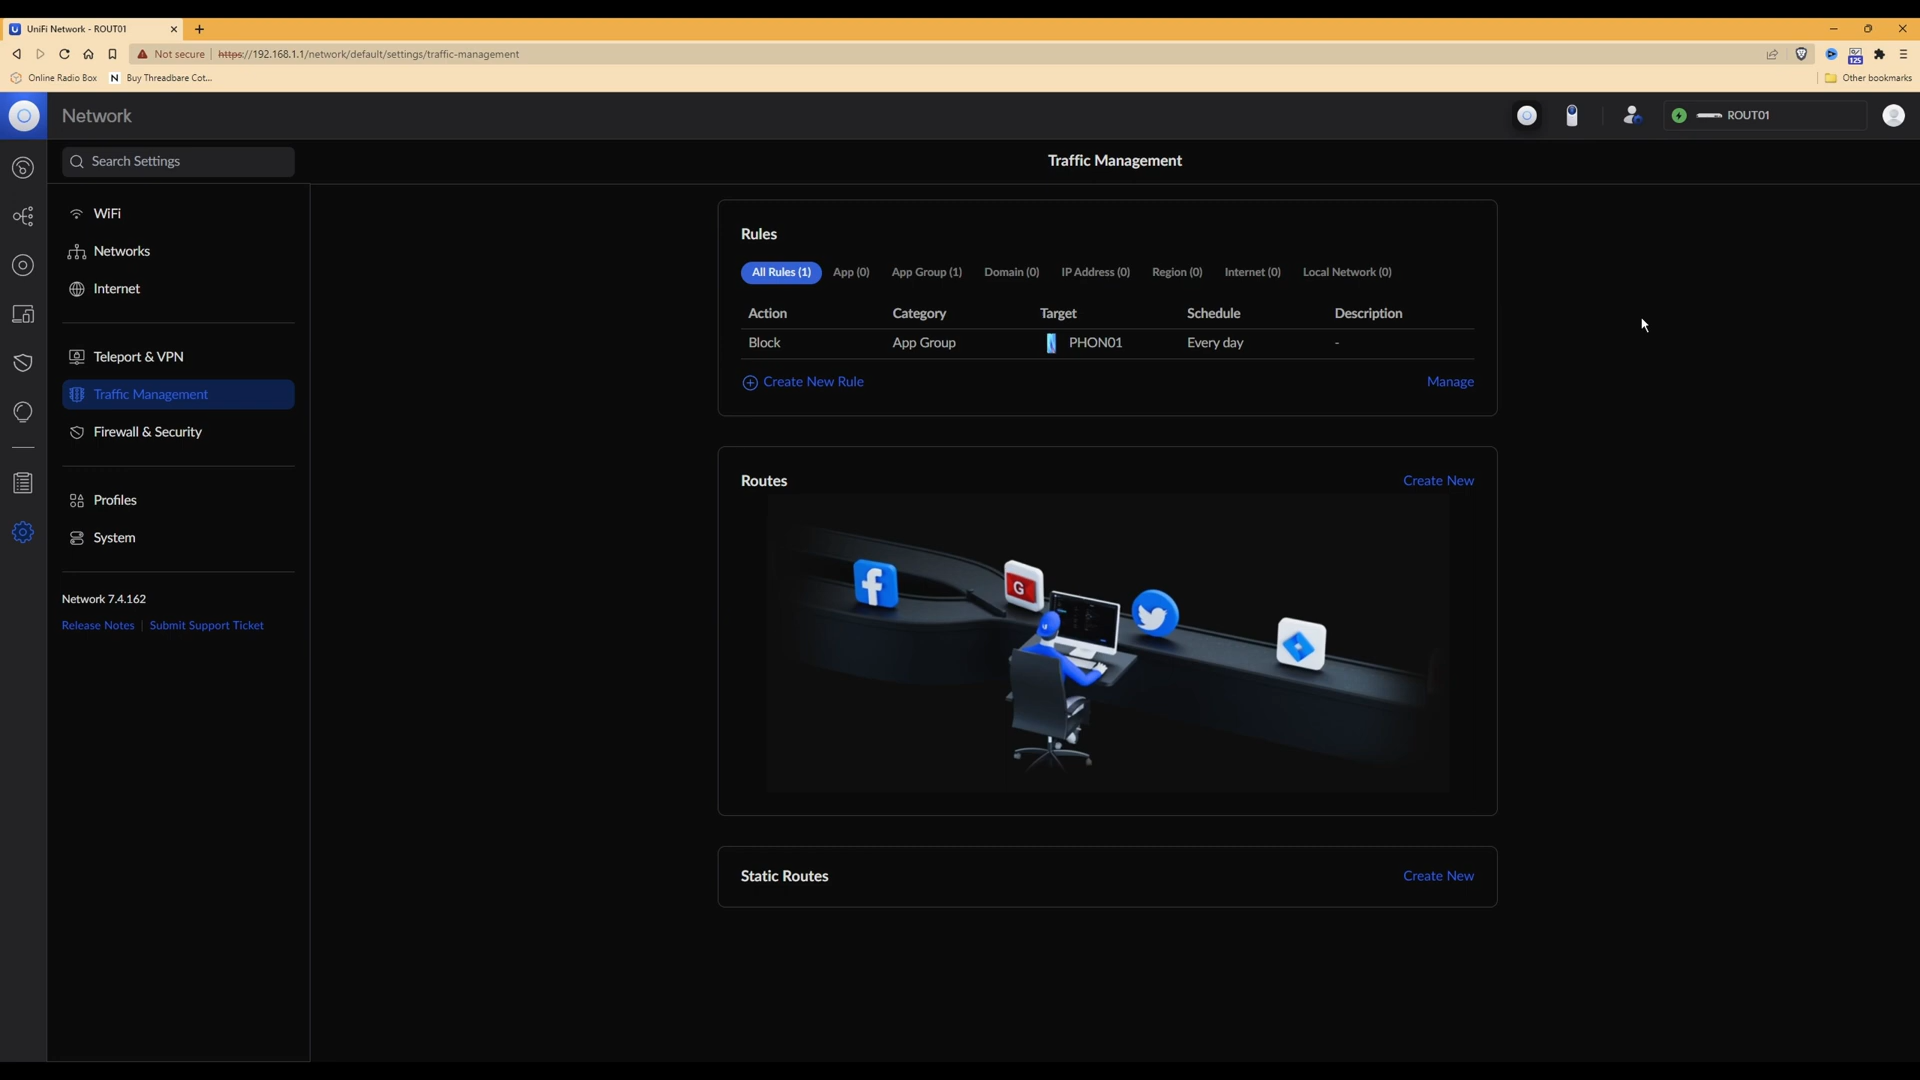 UniFi Network - ROUT01
Not secure https://192.168.1.1/network/default/settings/traffic-management
125
Online Radio Box
N Buy Threadbare Cot...
Other bookmarks
Network
ROUT01
Search Settings
Traffic Management
WiFi
Networks
Internet
Teleport & VPN
Traffic Management
Firewall & Security
Profiles
System
Network 7.4.162
Release Notes | Submit Support Ticket
Rules
All Rules (1) App (0) App Group (1) Domain (0) IP Address (0) Region (0) Internet (0) Local Network (0)
Action Category Target Schedule Description
Block App Group PHON01 Every day -
Create New Rule Manage
Routes Create New
f
G
Static Routes Create New